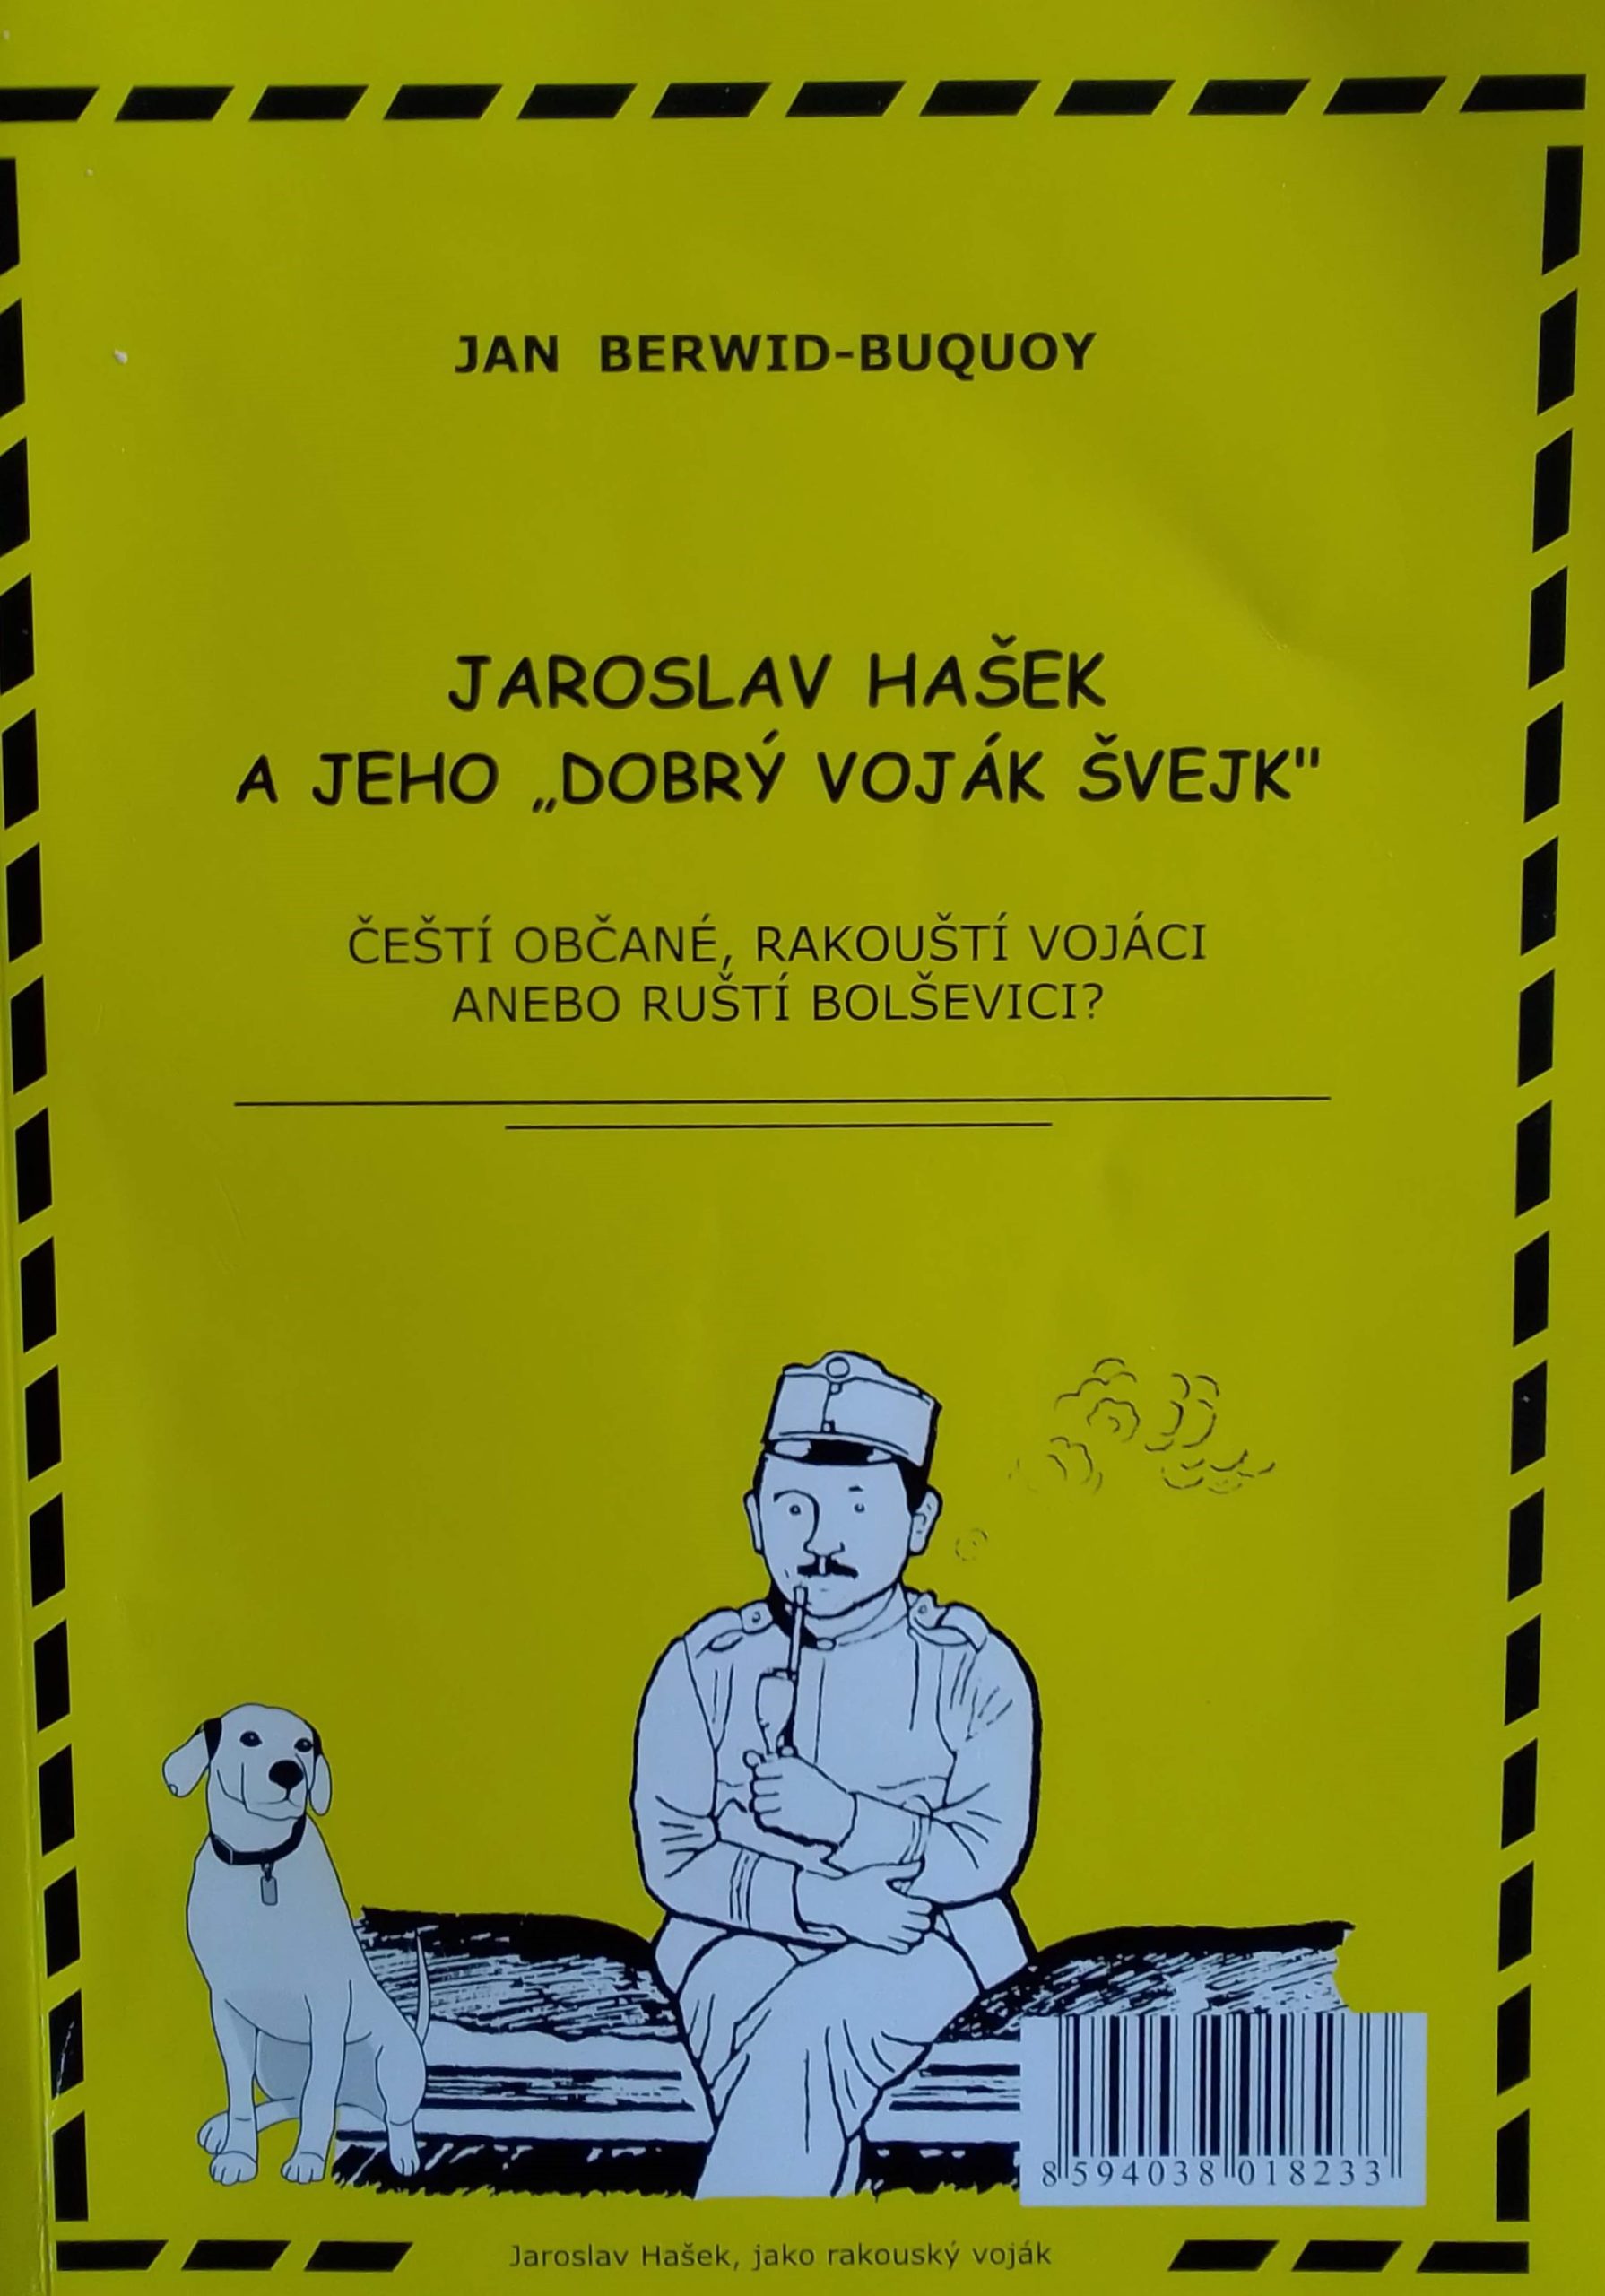 JAN BERWID-BUQUOY
JAROSLAV HAŠEK
A JEHO „DOBRÝ VOJÁK ŠVEJK"
ČEŠTÍ OBČANÉ, RAKOUŠTÍ VOJÁCI
ANEBO RUŠTÍ BOLŠEVICI?
8 594038 018233
Jaroslav Hašek, jako rakouský voják